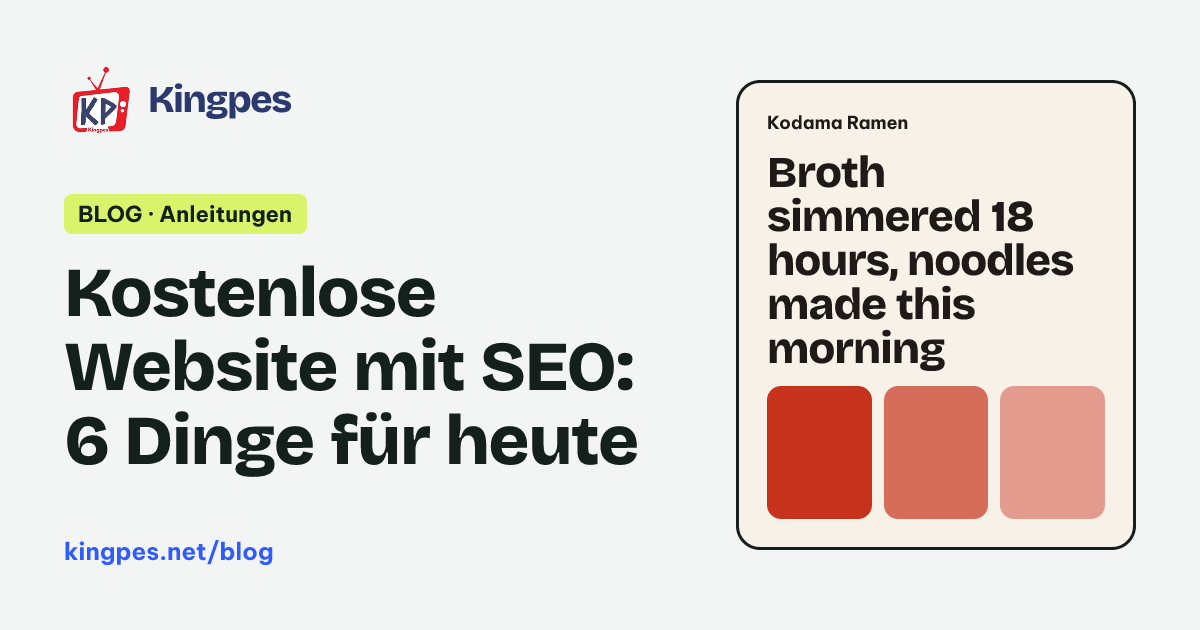 KP
Kingpes
Kingpes
BLOG · Anleitungen
Kostenlose
Website mit SEO:
6 Dinge für heute
kingpes.net/blog
Kodama Ramen
Broth
simmered 18
hours, noodles
made this
morning